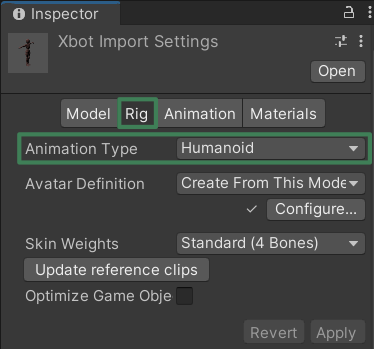 Inspector
Xbot Import Settings
Open
Model Rig Animation Materials
Animation Type Humanoid
Avatar Definition Create From This Mode
Configure...
Skin Weights Standard (4 Bones)
Update reference clips
Optimize Game Obje
Revert Apply